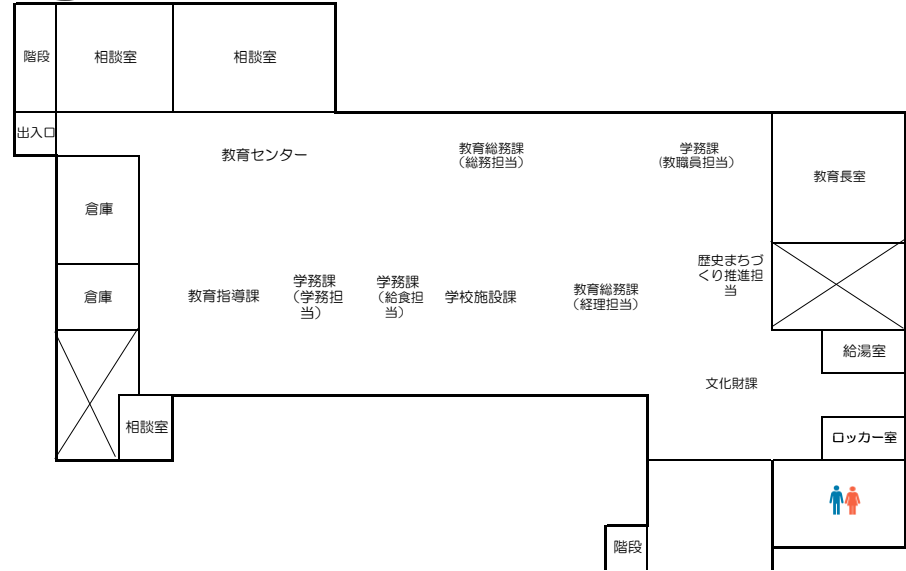 階段
相談室
相談室
出入口
教育センター
教育総務課
（総務担当）
学務課
（教職員担当）
教育長室
倉庫
倉庫
教育指導課
学務課
（学務担
当）
学務課
（給食担
当）
学校施設課
教育総務課
（経理担当）
歴史まちづ
くり推進担
当
給湯室
文化財課
相談室
ロッカー室
階段